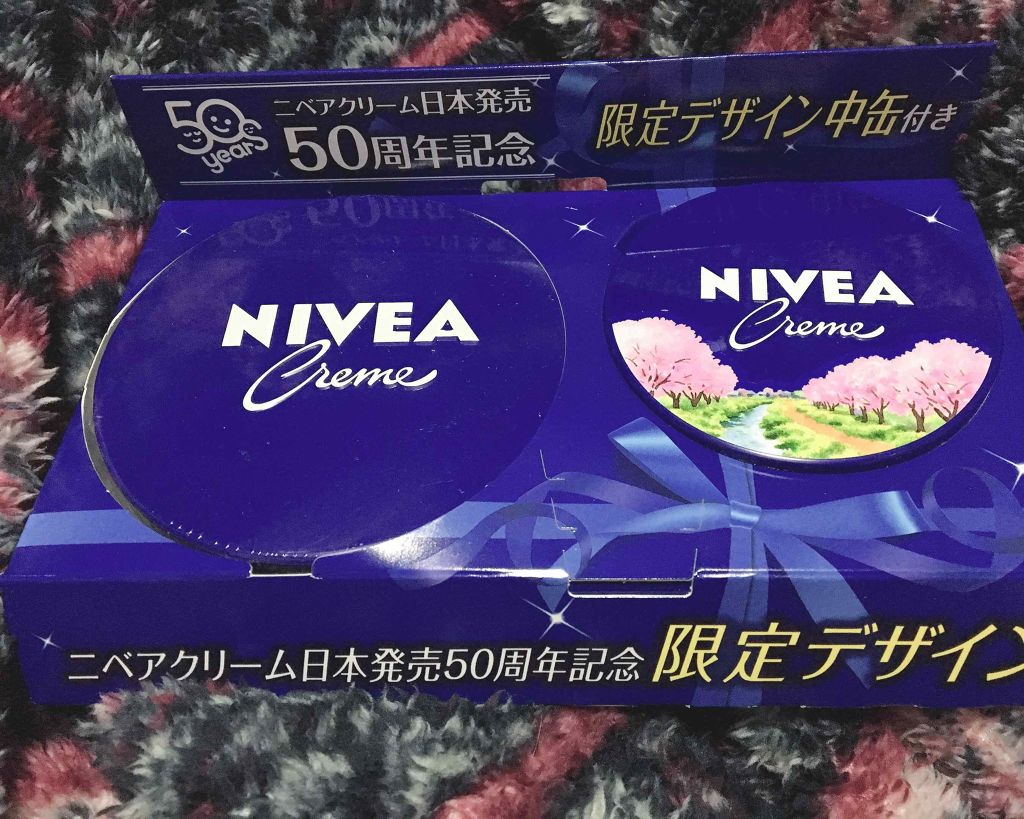 50 years
ニベアクリーム日本発売
50周年記念
限定デザイン中缶付き
NIVEA
Creme
NIVEA
Creme
ニベアクリーム日本発売50周年記念 限定デザイン